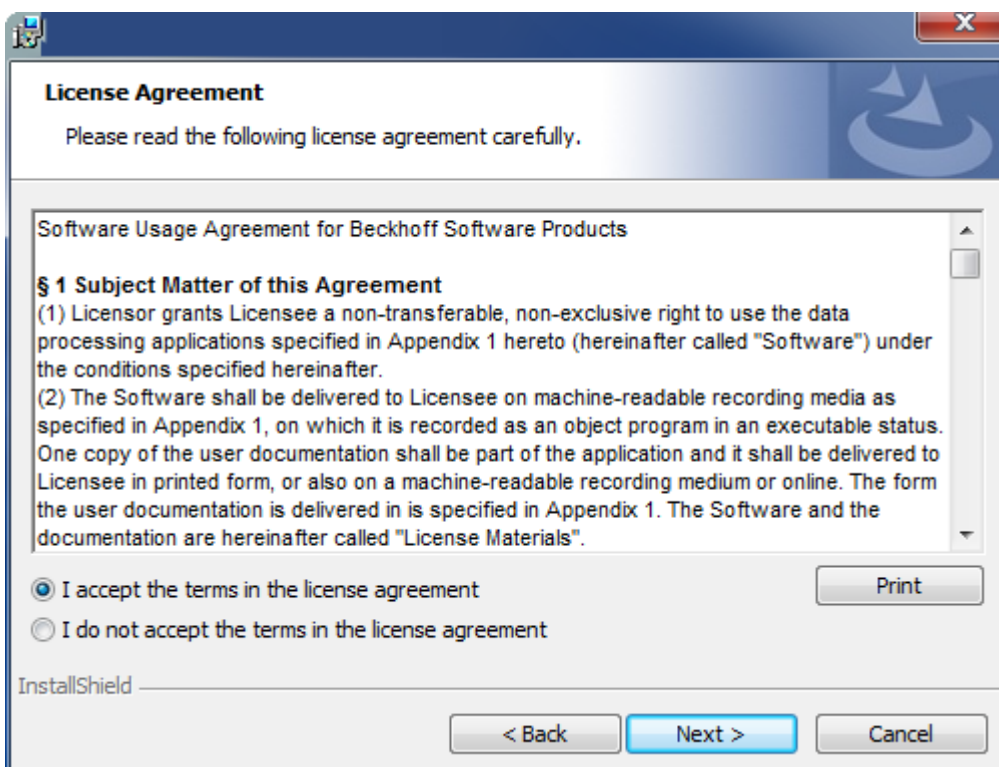 License Agreement
Please read the following license agreement carefully.
Software Usage Agreement for Beckhoff Software Products
§ 1 Subject Matter of this Agreement
(1) Licensor grants Licensee a non-transferable, non-exclusive right to use the data
processing applications specified in Appendix 1 hereto (hereinafter called "Software") under
the conditions specified hereinafter.
(2) The Software shall be delivered to Licensee on machine-readable recording media as
specified in Appendix 1, on which it is recorded as an object program in an executable status.
One copy of the user documentation shall be part of the application and it shall be delivered to
Licensee in printed form, or also on a machine-readable recording medium or online. The form
the user documentation is delivered in is specified in Appendix 1. The Software and the
documentation are hereinafter called "License Materials".
I accept the terms in the license agreement
Print
I do not accept the terms in the license agreement
InstallShield
< Back
Next >
Cancel